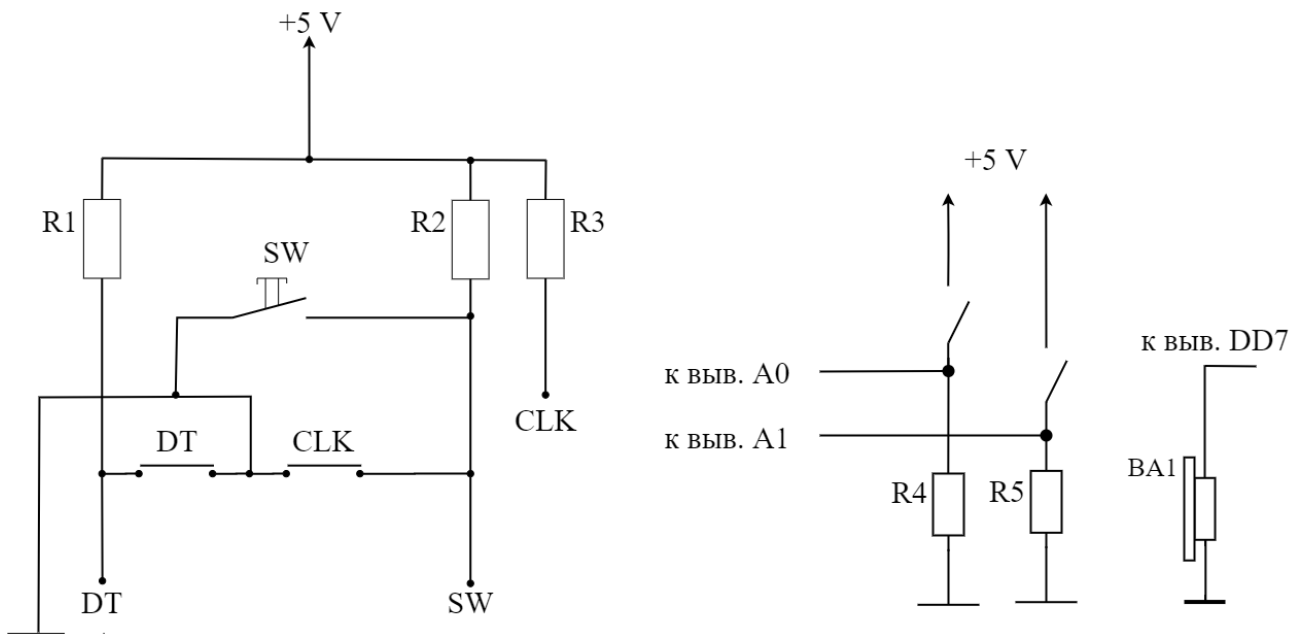 +5 V
R1
R2
R3
SW
CLK
DT
CLK
DT
SW
+5 V
к выв. A0
к выв. A1
R4
R5
к выв. DD7
BA1